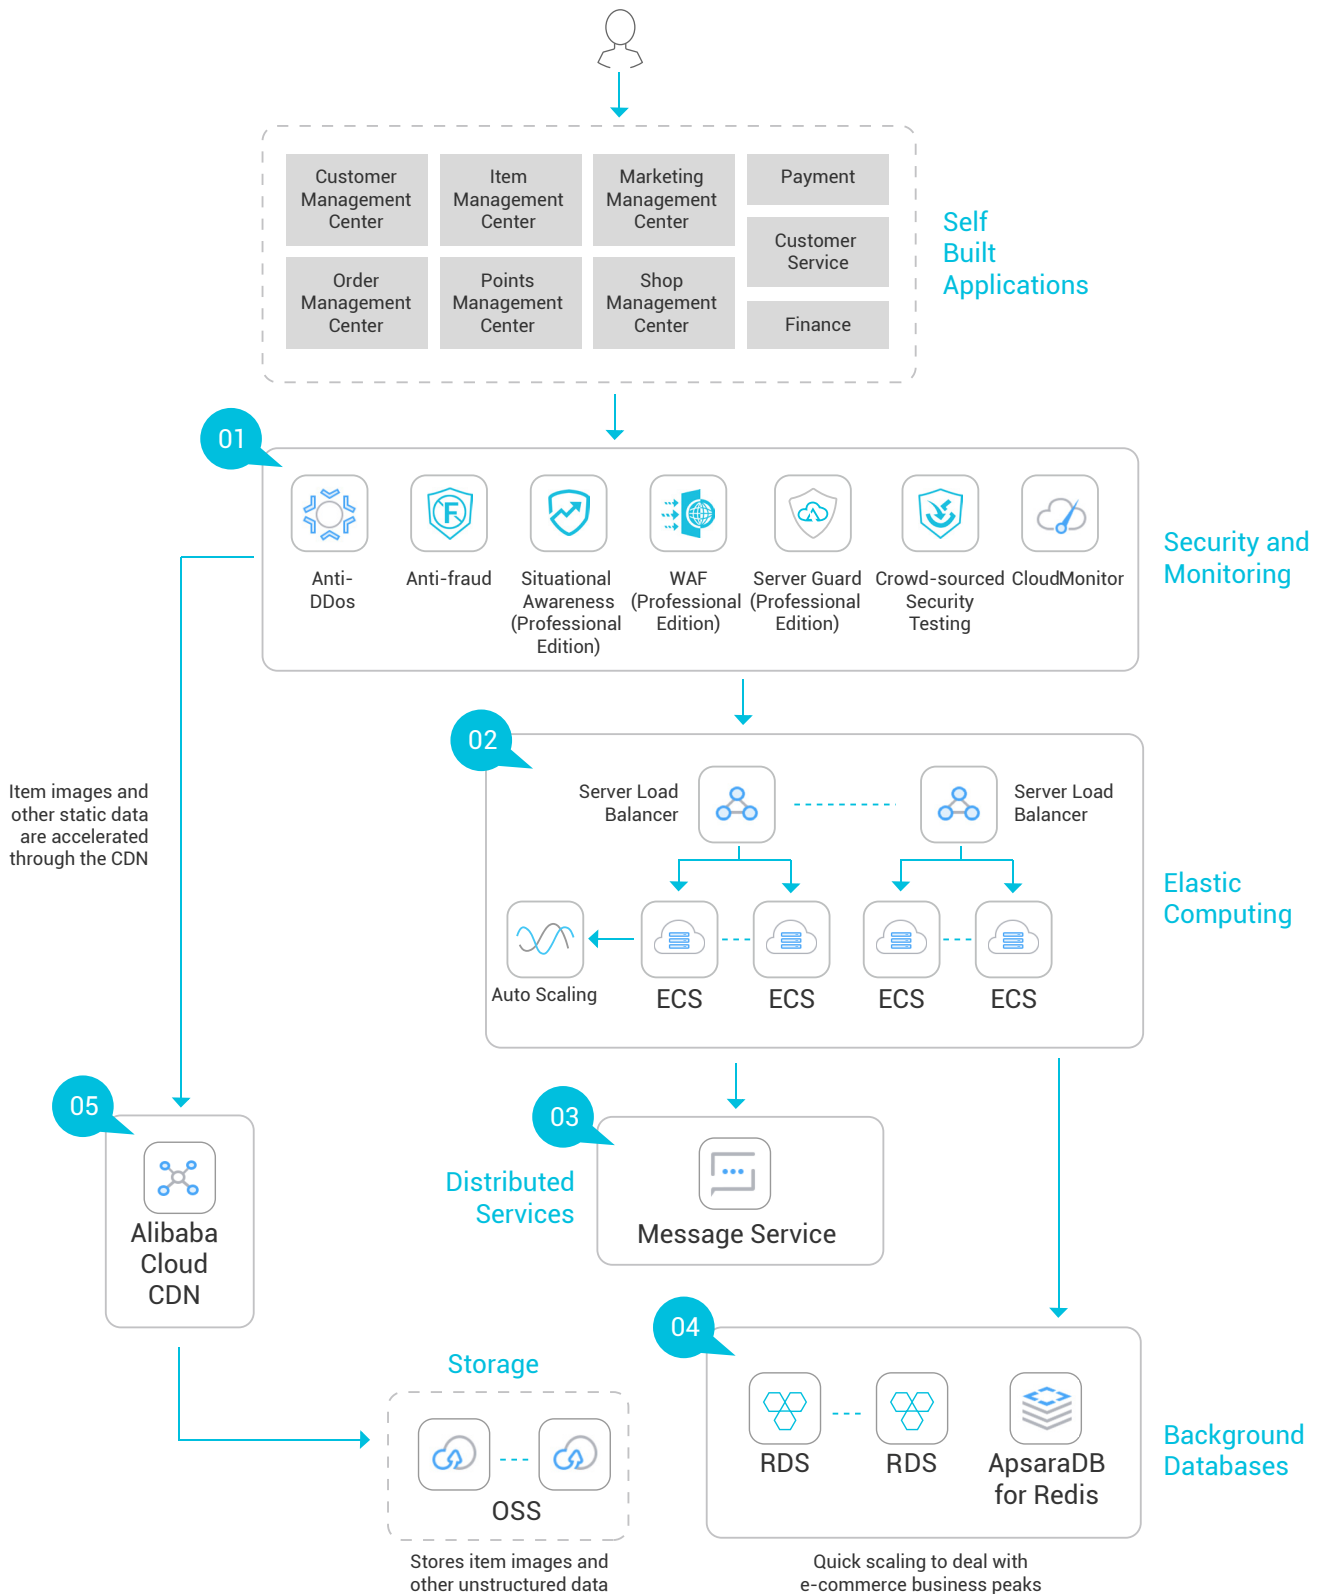 Customer
Management
Center
Item
Management
Center
Marketing
Management
Center
Payment
Customer
Service
Order
Management
Center
Points
Management
Center
Shop
Management
Center
Finance
Self
Built
Applications
01
Anti-
DDos
Anti-fraud
Situational
Awareness
(Professional
Edition)
WAF
(Professional
Edition)
Server Guard
(Professional
Edition)
Crowd-sourced
Security
Testing
CloudMonitor
Security and
Monitoring
02
Server Load
Balancer
Server Load
Balancer
Item images and
other static data
are accelerated
through the CDN
Elastic
Computing
Auto Scaling
ECS
ECS
ECS
ECS
05
Alibaba
Cloud
CDN
03
Distributed
Services
Message Service
04
Storage
OSS
Stores item images and
other unstructured data
RDS
RDS
ApsaraDB
for Redis
Background
Databases
Quick scaling to deal with
e-commerce business peaks